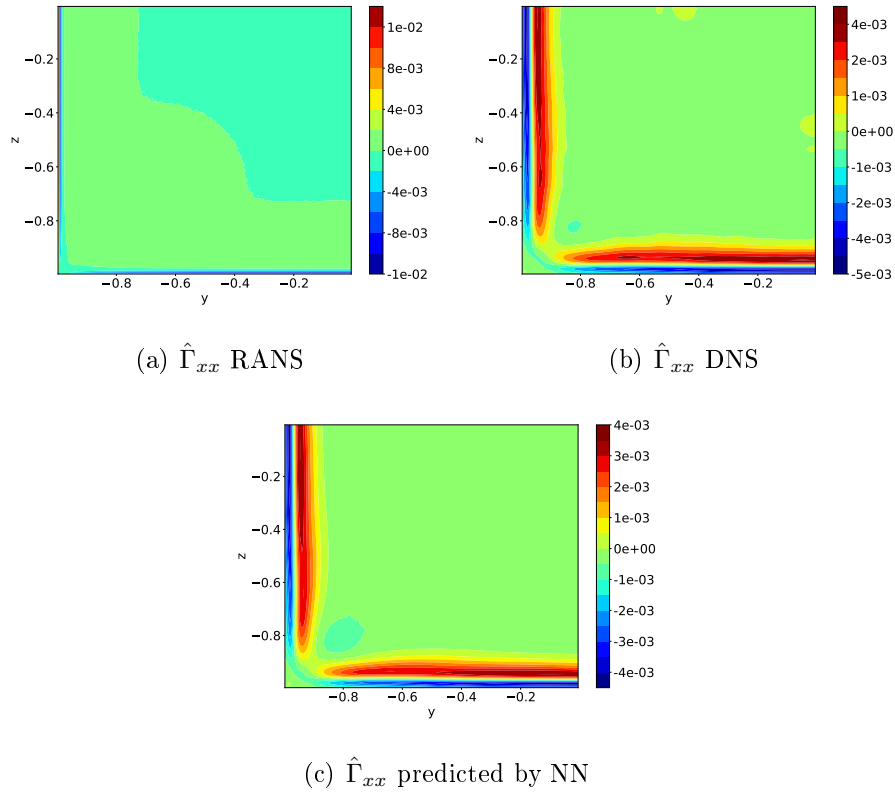 1e-02
8e-03
4e-03
0e+00
-4e-03
-8e-03
-1e-02
−0.2
−0.4
−0.6
−0.8
z
−0.8 −0.6 −0.4 −0.2
y
(a) Γ̂xx RANS
4e-03
2e-03
1e-03
0e+00
-1e-03
-2e-03
-3e-03
-5e-03
−0.2
−0.4
−0.6
−0.8
z
−0.8 −0.6 −0.4 −0.2
y
(b) Γ̂xx DNS
4e-03
3e-03
2e-03
1e-03
0e+00
-1e-03
-2e-03
-3e-03
-4e-03
−0.2
−0.4
−0.6
−0.8
z
−0.8 −0.6 −0.4 −0.2
y
(c) Γ̂xx predicted by NN